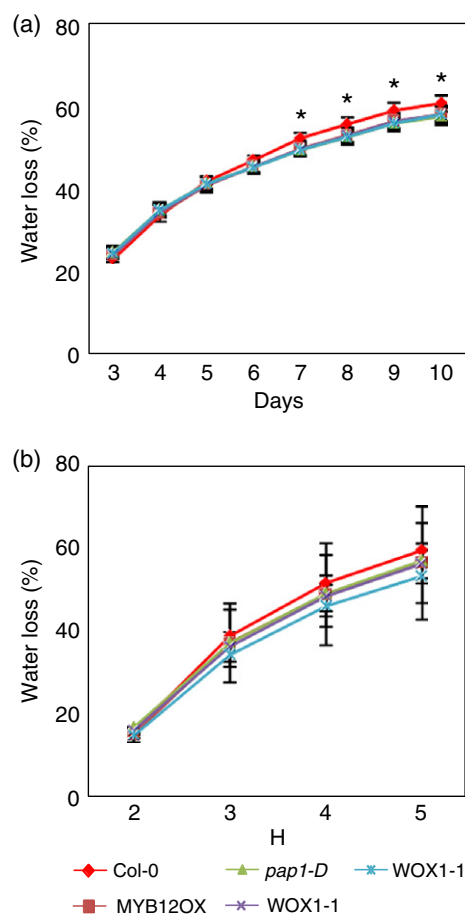 (a)
80
60
40
20
0
Water loss (%)
* * * *
3 4 5 6 7 8 9 10
Days
(b)
80
60
40
20
0
Water loss (%)
2 3 4 5
H
Col-0 pap1-D WOX1-1
MYB12OX WOX1-1